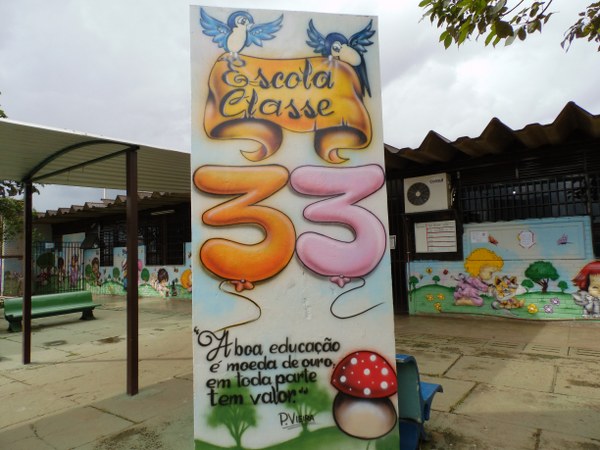 Escola
Classe
33
"A boa educação
é moeda de ouro,
em toda parte
tem valor."
P.Vieira